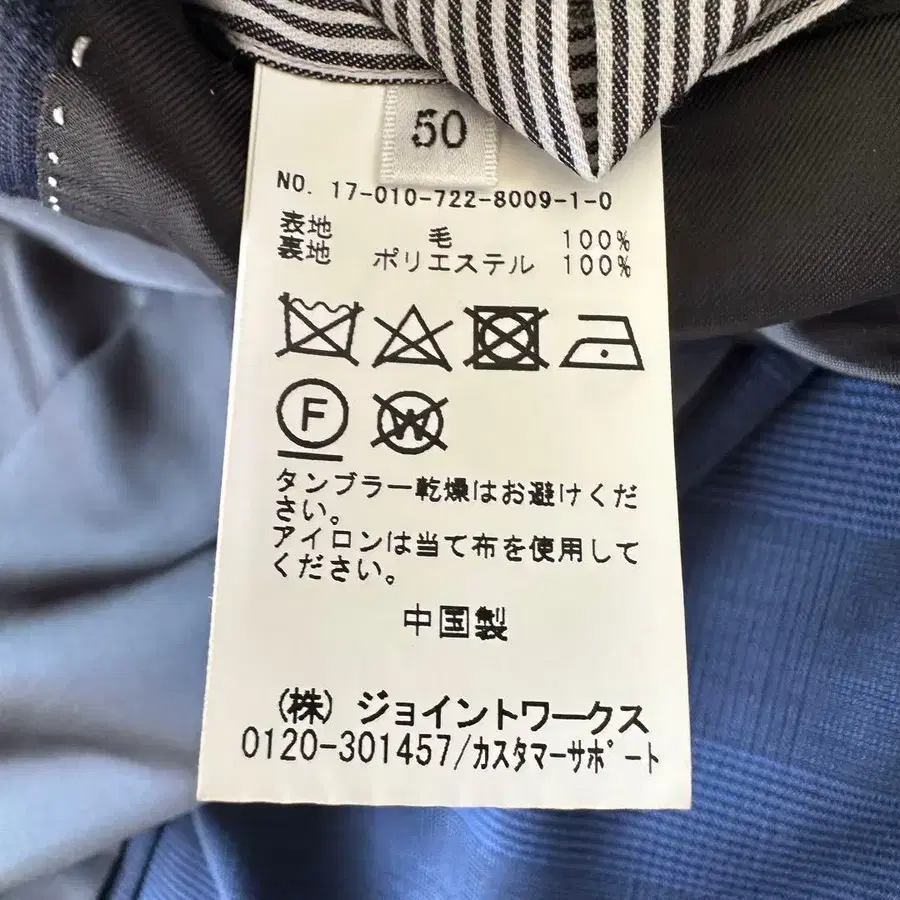 50
NO. 17-010-722-8009-1-0
表地 毛 100%
裏地 ポリエステル 100%
F
W
タンブラー乾燥はお避けくだ
さい。
アイロンは当て布を使用して
ください。
中国製
(株) ジョイントワークス
0120-301457/カスタマーサポート